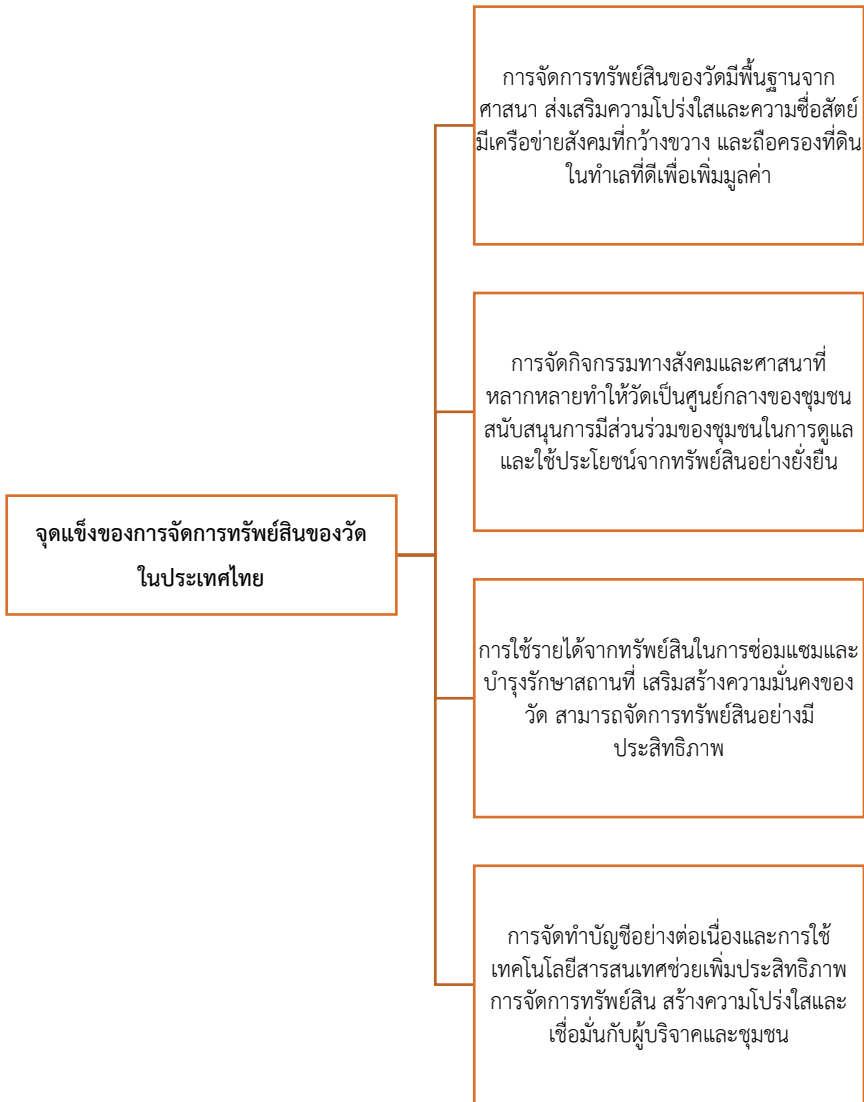 การจัดการทรัพย์สินของวัดมีพื้นฐานจาก
ศาสนา ส่งเสริมความโปร่งใสและความซื่อสัตย์
มีเครือข่ายสังคมที่กว้างขวาง และถือครองที่ดิน
ในทำเลที่ดีเพื่อเพิ่มมูลค่า
การจัดกิจกรรมทางสังคมและศาสนาที่
หลากหลายทำให้วัดเป็นศูนย์กลางของชุมชน
สนับสนุนการมีส่วนร่วมของชุมชนในการดูแล
และใช้ประโยชน์จากทรัพย์สินอย่างยั่งยืน
จุดแข็งของการจัดการทรัพย์สินของวัด
ในประเทศไทย
การใช้รายได้จากทรัพย์สินในการซ่อมแซมและ
บำรุงรักษาสถานที่ เสริมสร้างความมั่นคงของ
วัด สามารถจัดการทรัพย์สินอย่างมี
ประสิทธิภาพ
การจัดทำบัญชีอย่างต่อเนื่องและการใช้
เทคโนโลยีสารสนเทศช่วยเพิ่มประสิทธิภาพ
การจัดการทรัพย์สิน สร้างความโปร่งใสและ
เชื่อมั่นกับผู้บริจาคและชุมชน